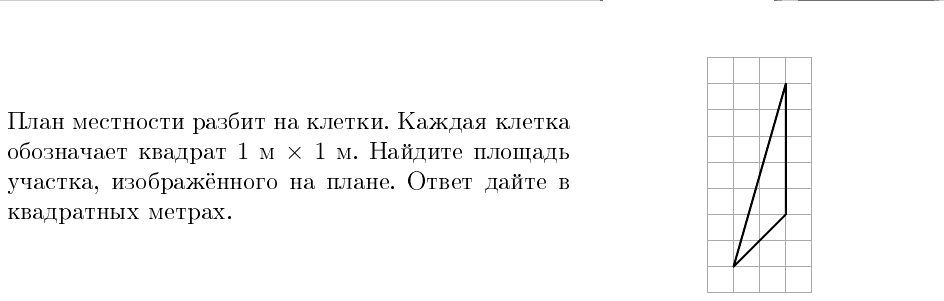 План местности разбит на клетки. Каждая клетка
обозначает квадрат 1 м × 1 м. Найдите площадь
участка, изображённого на плане. Ответ дайте в
квадратных метрах.